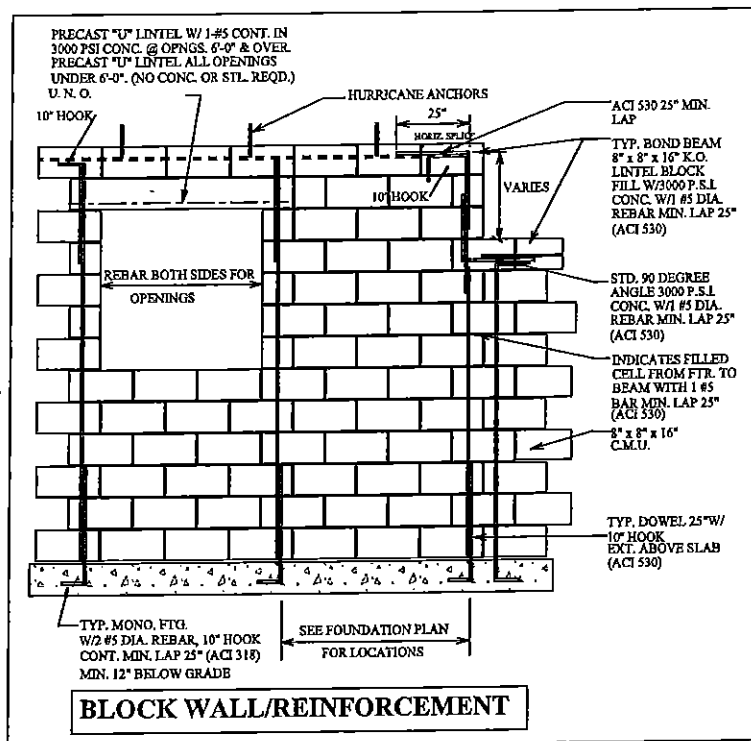 PRECAST "U" LINTEL W/ 1-#5 CONT. IN
3000 PSI CONC. @ OPNGS. 6'-0" & OVER.
PRECAST "U" LINTEL ALL OPENINGS
UNDER 6'-0". (NO CONC. OR STL. REQD.)
U. N. O.
10" HOOK
HURRICANE ANCHORS
25"
HORIZ. SPLICE
ACI 530 25" MIN.
LAP
TYP. BOND BEAM
8" x 8" x 16" K.O.
LINTEL BLOCK
FILL W/3000 P.S.I.
CONC. W/1 #5 DIA.
REBAR MIN. LAP 25"
(ACI 530)
10" HOOK
VARIES
REBAR BOTH SIDES FOR
OPENINGS
STD. 90 DEGREE
ANGLE 3000 P.S.I.
CONC. W/1 #5 DIA.
REBAR MIN. LAP 25"
(ACI 530)
INDICATES FILLED
CELL FROM FTR. TO
BEAM WITH 1 #5
BAR MIN. LAP 25"
(ACI 530)
8" x 8" x 16"
C.M.U.
TYP. DOWEL 25"W/
10" HOOK
EXT. ABOVE SLAB
(ACI 530)
TYP. MONO. FTG.
W/2 #5 DIA. REBAR, 10" HOOK
CONT. MIN. LAP 25" (ACI 318)
MIN. 12" BELOW GRADE
SEE FOUNDATION PLAN
FOR LOCATIONS
BLOCK WALL/REINFORCEMENT